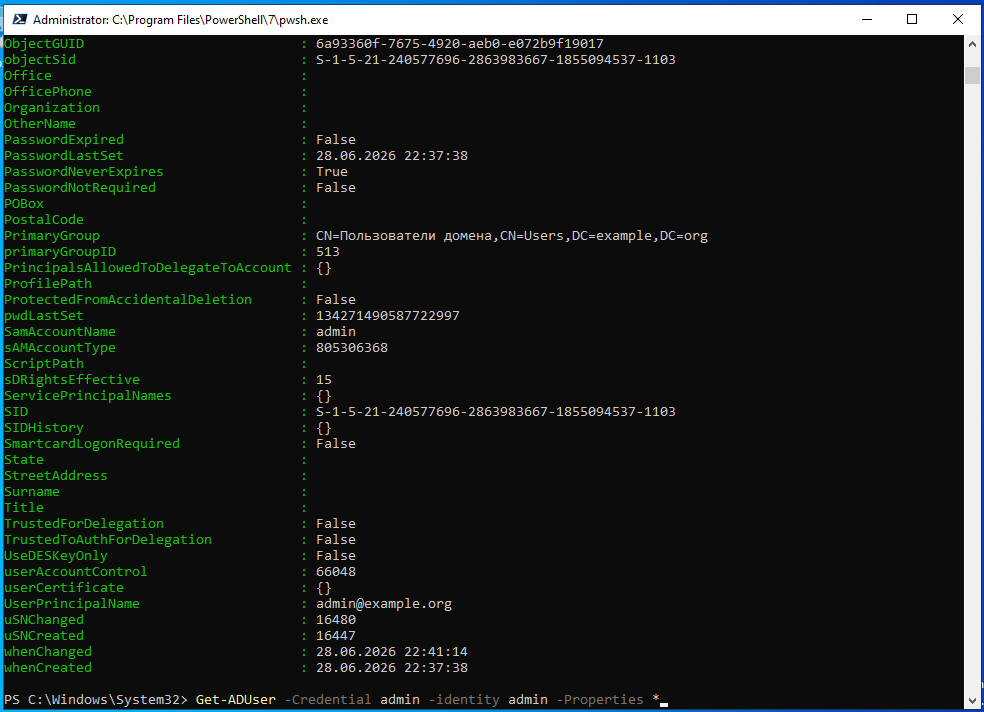 Administrator: C:\Program Files\PowerShell\7\pwsh.exe
ObjectGUID : 6a93360f-7675-4920-aeb0-e072b9f19017
objectSid : S-1-5-21-240577696-2863983667-1855094537-1103
Office :
OfficePhone :
Organization :
OtherName :
PasswordExpired : False
PasswordLastSet : 28.06.2026 22:37:38
PasswordNeverExpires : True
PasswordNotRequired : False
POBox :
PostalCode :
PrimaryGroup : CN=Пользователи домена,CN=Users,DC=example,DC=org
primaryGroupID : 513
PrincipalsAllowedToDelegateToAccount : {}
ProfilePath :
ProtectedFromAccidentalDeletion : False
pwdLastSet : 134271490587722997
SamAccountName : admin
sAMAccountType : 805306368
ScriptPath :
sDRightsEffective : 15
ServicePrincipalNames : {}
SID : S-1-5-21-240577696-2863983667-1855094537-1103
SIDHistory : {}
SmartcardLogonRequired : False
State :
StreetAddress :
Surname :
Title :
TrustedForDelegation : False
TrustedToAuthForDelegation : False
UseDESKeyOnly : False
userAccountControl : 66048
userCertificate : {}
UserPrincipalName : admin@example.org
uSNChanged : 16480
uSNCreated : 16447
whenChanged : 28.06.2026 22:41:14
whenCreated : 28.06.2026 22:37:38
PS C:\Windows\System32> Get-ADUser -Credential admin -identity admin -Properties *